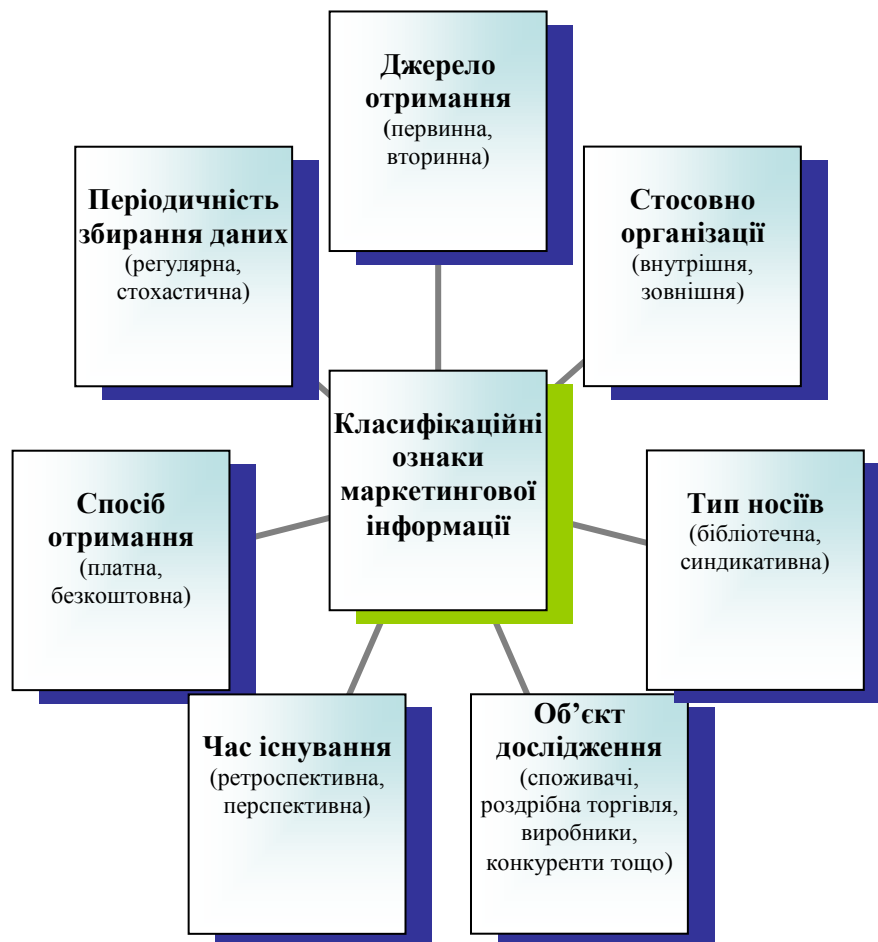 Джерело
отримання
(первинна,
вторинна)
Періодичність
збирання даних
(регулярна,
стохастична)
Стосовно
організації
(внутрішня,
зовнішня)
Класифікаційні
ознаки
маркетингової
інформації
Спосіб
отримання
(платна,
безкоштовна)
Тип носіїв
(бібліотечна,
синдикативна)
Час існування
(ретроспективна,
перспективна)
Об’єкт
дослідження
(споживачі,
роздрібна торгівля,
виробники,
конкуренти тощо)